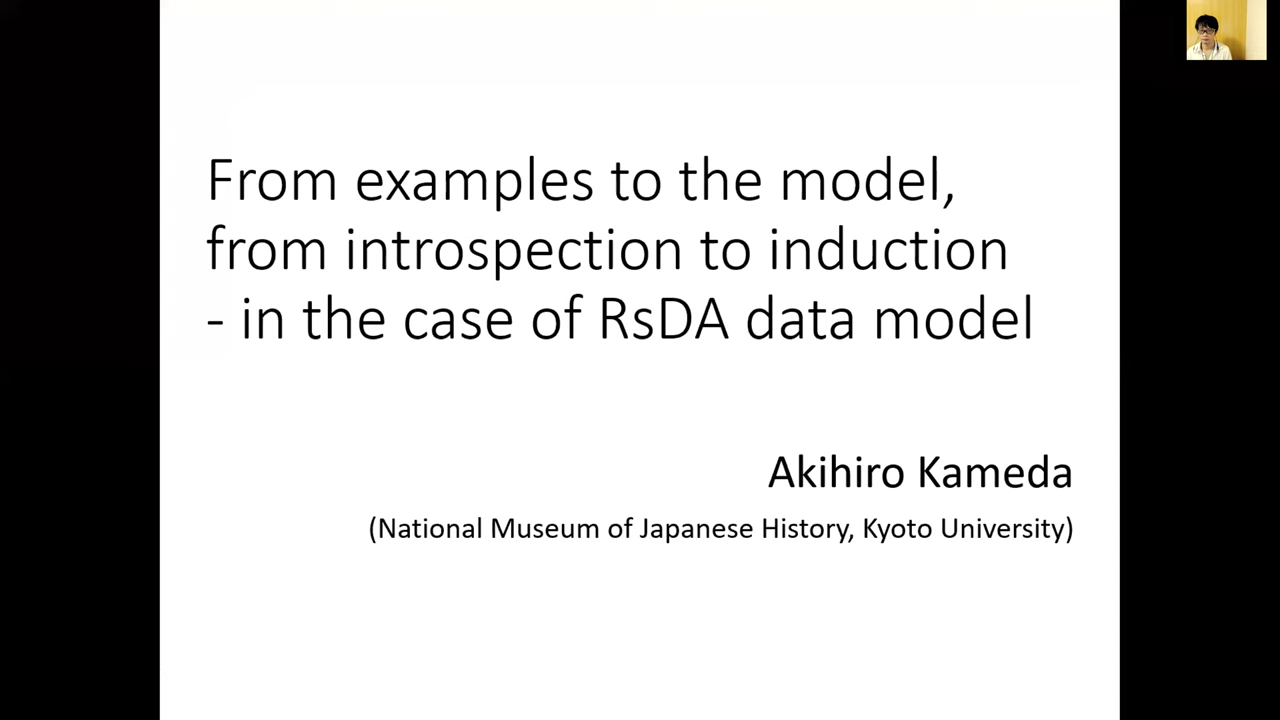 From examples to the model,
from introspection to induction
- in the case of RsDA data model
Akihiro Kameda
(National Museum of Japanese History, Kyoto University)